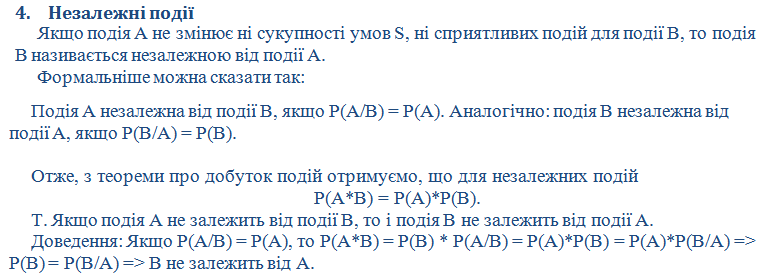 4. Незалежні події
Якщо подія А не змінює ні сукупності умов S, ні сприятливих подій для події В, то подія
В називається незалежною від події А.
Формальніше можна сказати так:
Подія А незалежна від події В, якщо Р(А/В) = Р(А). Аналогічно: подія В незалежна від
події А, якщо Р(В/А) = Р(В).
Отже, з теореми про добуток подій отримуємо, що для незалежних подій
Р(А*В) = Р(А)*Р(В).
Т. Якщо подія А не залежить від події В, то і подія В не залежить від події А.
Доведення: Якщо Р(А/В) = Р(А), то Р(А*В) = Р(В) * Р(А/В) = Р(А)*Р(В) = Р(А)*Р(В/А) =>
Р(В) = Р(В/А) => В не залежить від А.